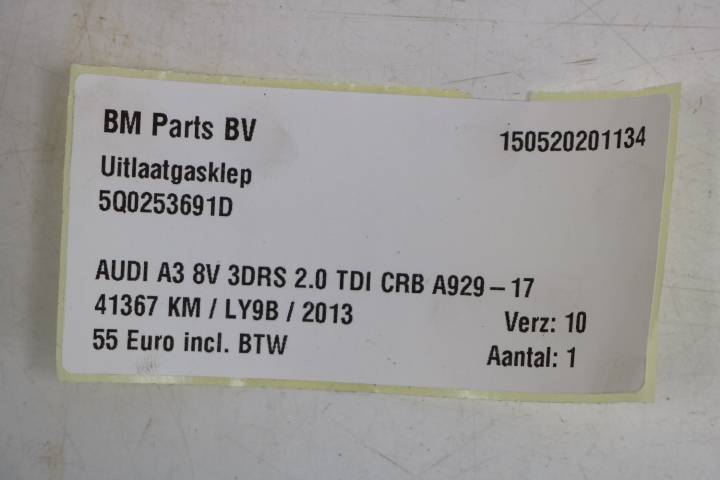 BM Parts BV 150520201134
Uitlaatgasklep
5Q0253691D
AUDI A3 8V 3DRS 2.0 TDI CRB A929 – 17
41367 KM / LY9B / 2013 Verz: 10
55 Euro incl. BTW Aantal: 1